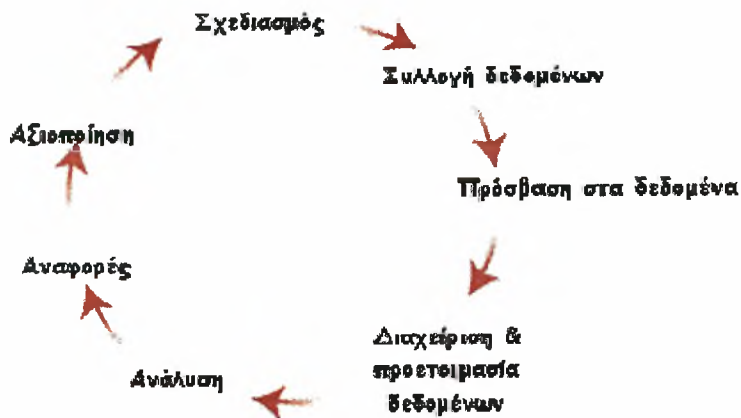 Σχεδιασμός
Συλλογή δεδομένων
Πρόσβαση στα δεδομένα
Διαχείριση &
προετοιμασία
δεδομένων
Ανάλυση
Αναφορές
Αξιοποίηση